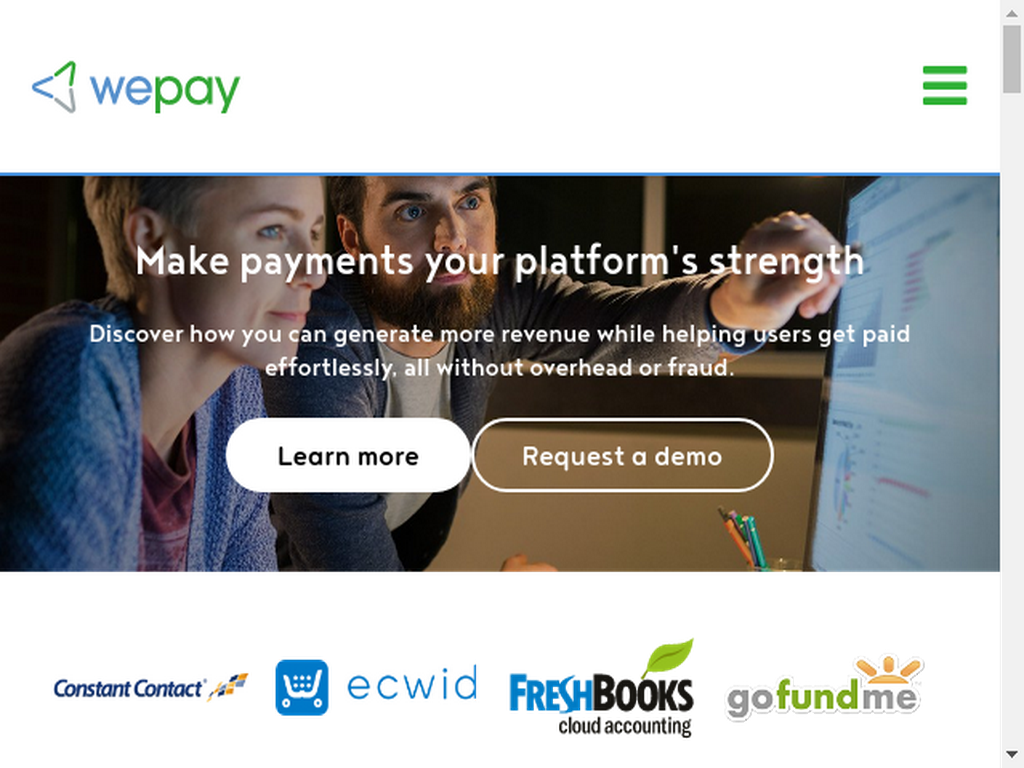 wepay
Make payments your platform's strength
Discover how you can generate more revenue while helping users get paid
effortlessly, all without overhead or fraud.
Learn more
Request a demo
Constant Contact®
ecwid
FRESHBOOKS
cloud accounting
gofundme